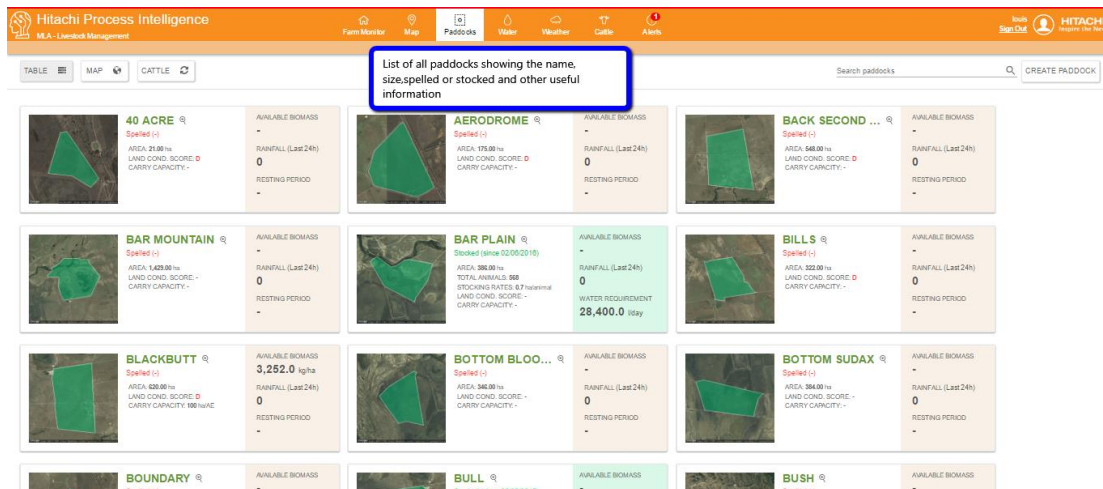 Hitachi Process Intelligence
MLA - Livestock Management
Farm Monitor Map Paddocks Water Weather Cattle Alerts
1
louis
Sign Out
HITACHI
Inspire the Ne
TABLE MAP CATTLE
List of all paddocks showing the name,
size,spelled or stocked and other useful
information
Search paddocks
CREATE PADDOCK
40 ACRE
Spelled (-)
AREA: 21.00 ha
LAND COND. SCORE: D
CARRY CAPACITY: -
AVAILABLE BIOMASS
-
RAINFALL (Last 24h)
0
RESTING PERIOD
-
AERODROME
Spelled (-)
AREA: 175.00 ha
LAND COND. SCORE: D
CARRY CAPACITY: -
AVAILABLE BIOMASS
-
RAINFALL (Last 24h)
0
RESTING PERIOD
-
BACK SECOND ...
Spelled (-)
AREA: 548.00 ha
LAND COND. SCORE: D
CARRY CAPACITY: -
AVAILABLE BIOMASS
-
RAINFALL (Last 24h)
0
RESTING PERIOD
-
BAR MOUNTAIN
Spelled (-)
AREA: 1,429.00 ha
LAND COND. SCORE: -
CARRY CAPACITY: -
AVAILABLE BIOMASS
-
RAINFALL (Last 24h)
0
RESTING PERIOD
-
BAR PLAIN
Stocked (since 02/06/2016)
AREA: 386.00 ha
TOTAL ANIMALS: 568
STOCKING RATES: 0.7 ha/animal
LAND COND. SCORE: -
CARRY CAPACITY: -
AVAILABLE BIOMASS
-
RAINFALL (Last 24h)
0
WATER REQUIREMENT
28,400.0 l/day
BILLS
Spelled (-)
AREA: 322.00 ha
LAND COND. SCORE: D
CARRY CAPACITY: -
AVAILABLE BIOMASS
-
RAINFALL (Last 24h)
0
RESTING PERIOD
-
BLACKBUTT
Spelled (-)
AREA: 620.00 ha
LAND COND. SCORE: D
CARRY CAPACITY: 100 ha/AE
AVAILABLE BIOMASS
3,252.0 kg/ha
RAINFALL (Last 24h)
0
RESTING PERIOD
-
BOTTOM BLOO...
Spelled (-)
AREA: 346.00 ha
LAND COND. SCORE: -
CARRY CAPACITY: -
AVAILABLE BIOMASS
-
RAINFALL (Last 24h)
0
RESTING PERIOD
-
BOTTOM SUDAX
Spelled (-)
AREA: 384.00 ha
LAND COND. SCORE: D
CARRY CAPACITY: -
AVAILABLE BIOMASS
-
RAINFALL (Last 24h)
0
RESTING PERIOD
-
BOUNDARY
AVAILABLE BIOMASS
BULL
AVAILABLE BIOMASS
BUSH
AVAILABLE BIOMASS